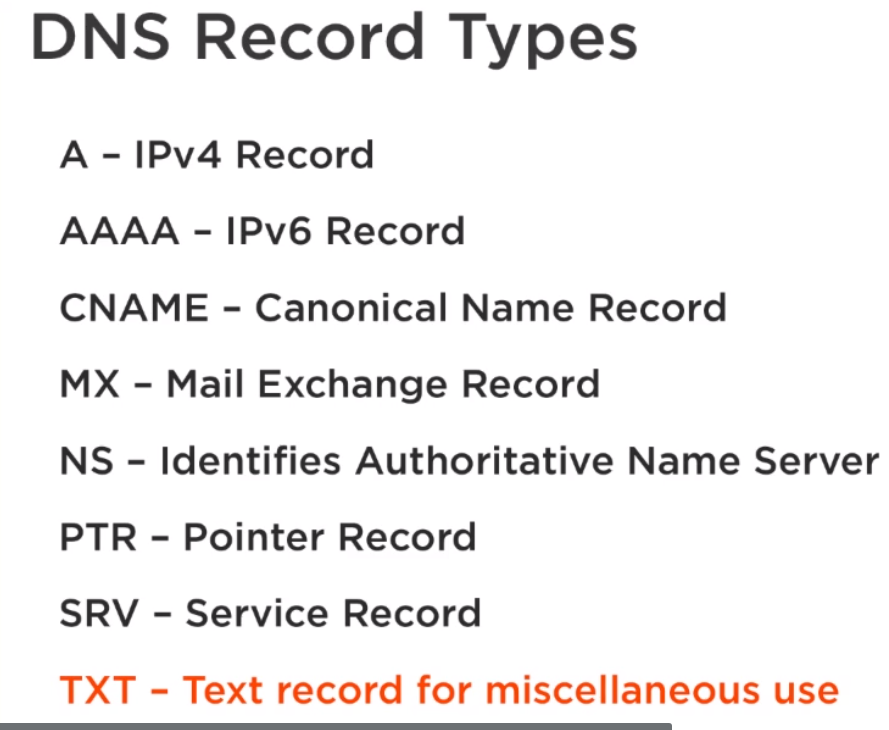 DNS Record Types
A – IPv4 Record
AAAA – IPv6 Record
CNAME – Canonical Name Record
MX – Mail Exchange Record
NS – Identifies Authoritative Name Server
PTR – Pointer Record
SRV – Service Record
TXT – Text record for miscellaneous use